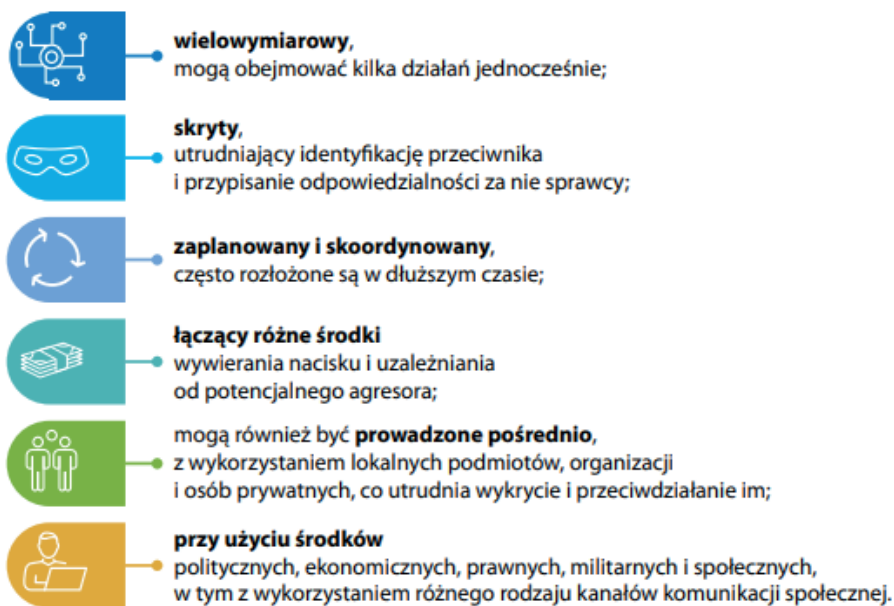 wielowymiarowy,
mogą obejmować kilka działań jednocześnie;
skryty,
utrudniający identyfikację przeciwnika
i przypisanie odpowiedzialności za nie sprawcy;
zaplanowany i skoordynowany,
często rozłożone są w dłuższym czasie;
łączący różne środki
wywierania nacisku i uzależniania
od potencjalnego agresora;
mogą również być prowadzone pośrednio,
z wykorzystaniem lokalnych podmiotów, organizacji
i osób prywatnych, co utrudnia wykrycie i przeciwdziałanie im;
przy użyciu środków
politycznych, ekonomicznych, prawnych, militarnych i społecznych,
w tym z wykorzystaniem różnego rodzaju kanałów komunikacji społecznej.